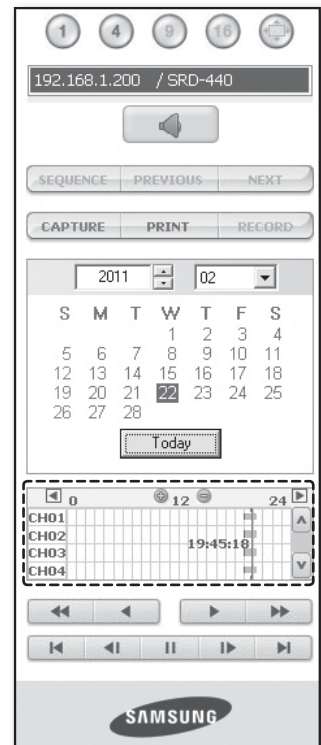 1 4 9 16
192.168.1.200 / SRD-440
SEQUENCE PREVIOUS NEXT
CAPTURE PRINT RECORD
2011 02
S M T W T F S
1 2 3 4
5 6 7 8 9 10 11
12 13 14 15 16 17 18
19 20 21 22 23 24 25
26 27 28
Today
0 12 24
CH01
CH02
19:45:18
CH03
CH04
SAMSUNG